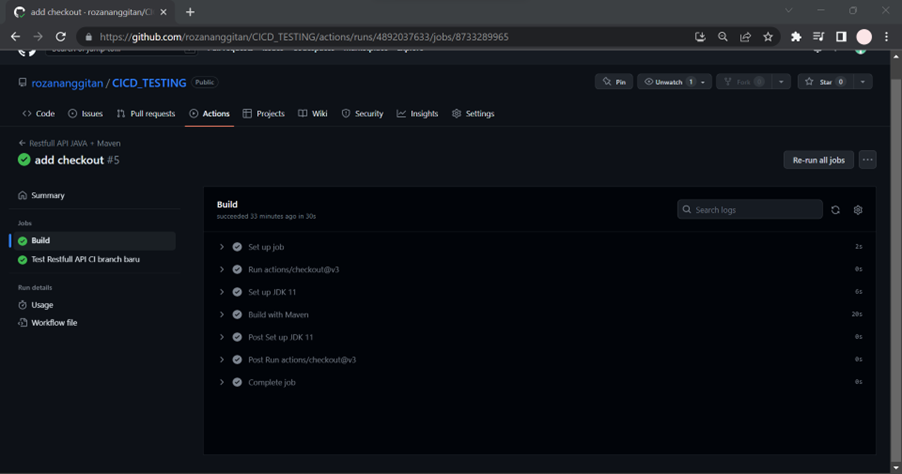 add checkout - rozananggitan/CI
https://github.com/rozananggitan/CICD_TESTING/actions/runs/4892037633/jobs/8733289965
rozananggitan / CICD_TESTING Public
Pin Unwatch 1 Fork 0 Star 0
Code Issues Pull requests Actions Projects Wiki Security Insights Settings
Restfull API JAVA + Maven
add checkout #5
Re-run all jobs
Summary
Jobs
Build
Test Restfull API CI branch baru
Run details
Usage
Workflow file
Build
succeeded 33 minutes ago in 30s
Search logs
Set up job 2s
Run actions/checkout@v3 0s
Set up JDK 11 6s
Build with Maven 20s
Post Set up JDK 11 0s
Post Run actions/checkout@v3 0s
Complete job 0s